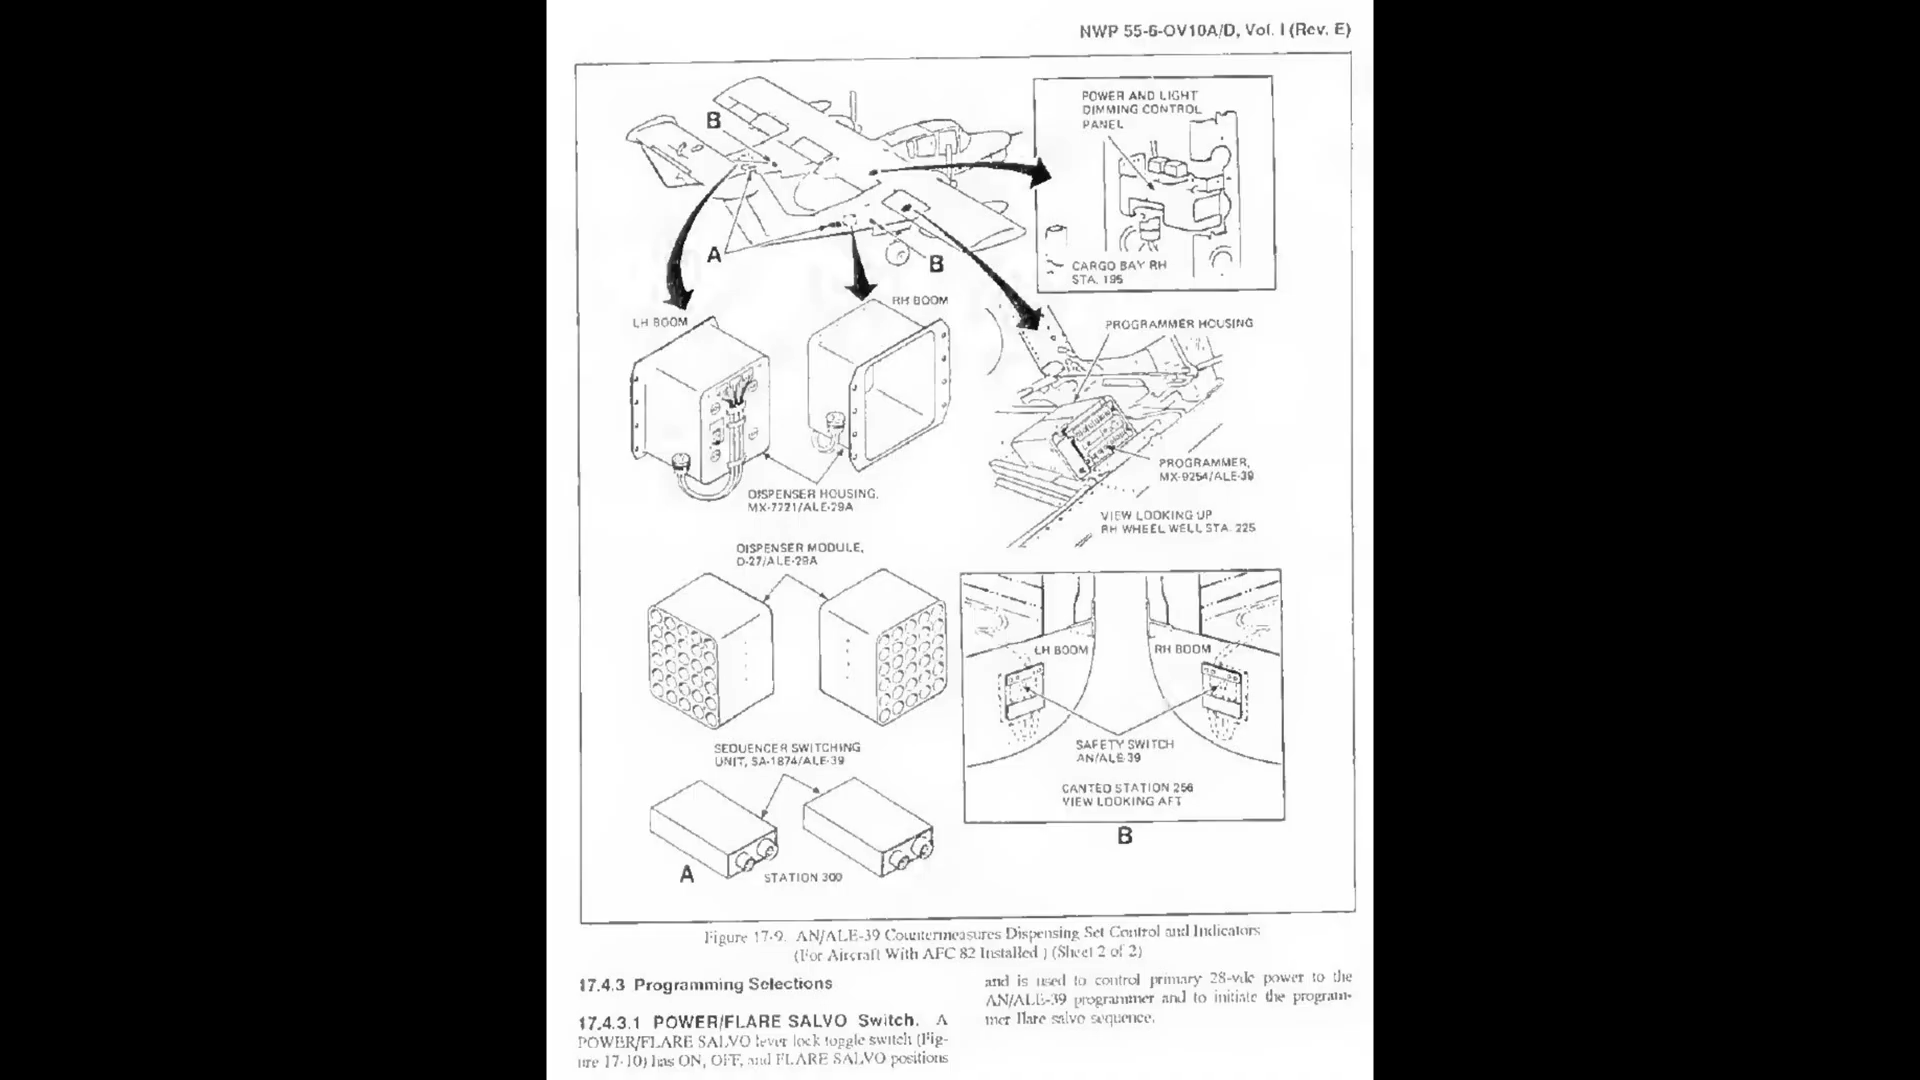 NWP 55-6-OV10A/D, Vol. I (Rev. E)
POWER AND LIGHT
DIMMING CONTROL
PANEL
B
A
B
CARGO BAY RH
STA. 195
RH BOOM
LH BOOM
PROGRAMMER HOUSING
PROGRAMMER,
MX-9254/ALE-39
DISPENSER HOUSING,
MX-7721/ALE-29A
VIEW LOOKING UP
RH WHEEL WELL STA. 225
DISPENSER MODULE,
D-27/ALE-29A
LH BOOM
RH BOOM
SEQUENCER SWITCHING
UNIT, SA-1874/ALE-39
SAFETY SWITCH
AN/ALE-39
CANTED STATION 256
VIEW LOOKING AFT
B
A
STATION 300
Figure 17-9. AN/ALE-39 Countermeasures Dispensing Set Control and Indicators
(For Aircraft With AFC 82 Installed ) (Sheet 2 of 2)
17.4.3 Programming Selections
17.4.3.1 POWER/FLARE SALVO Switch. A
POWER/FLARE SALVO lever lock toggle switch (Fig-
ure 17-10) has ON, OFF, and FLARE SALVO positions
and is used to control primary 28-vdc power to the
AN/ALE-39 programmer and to initiate the program-
mer flare salvo sequence.